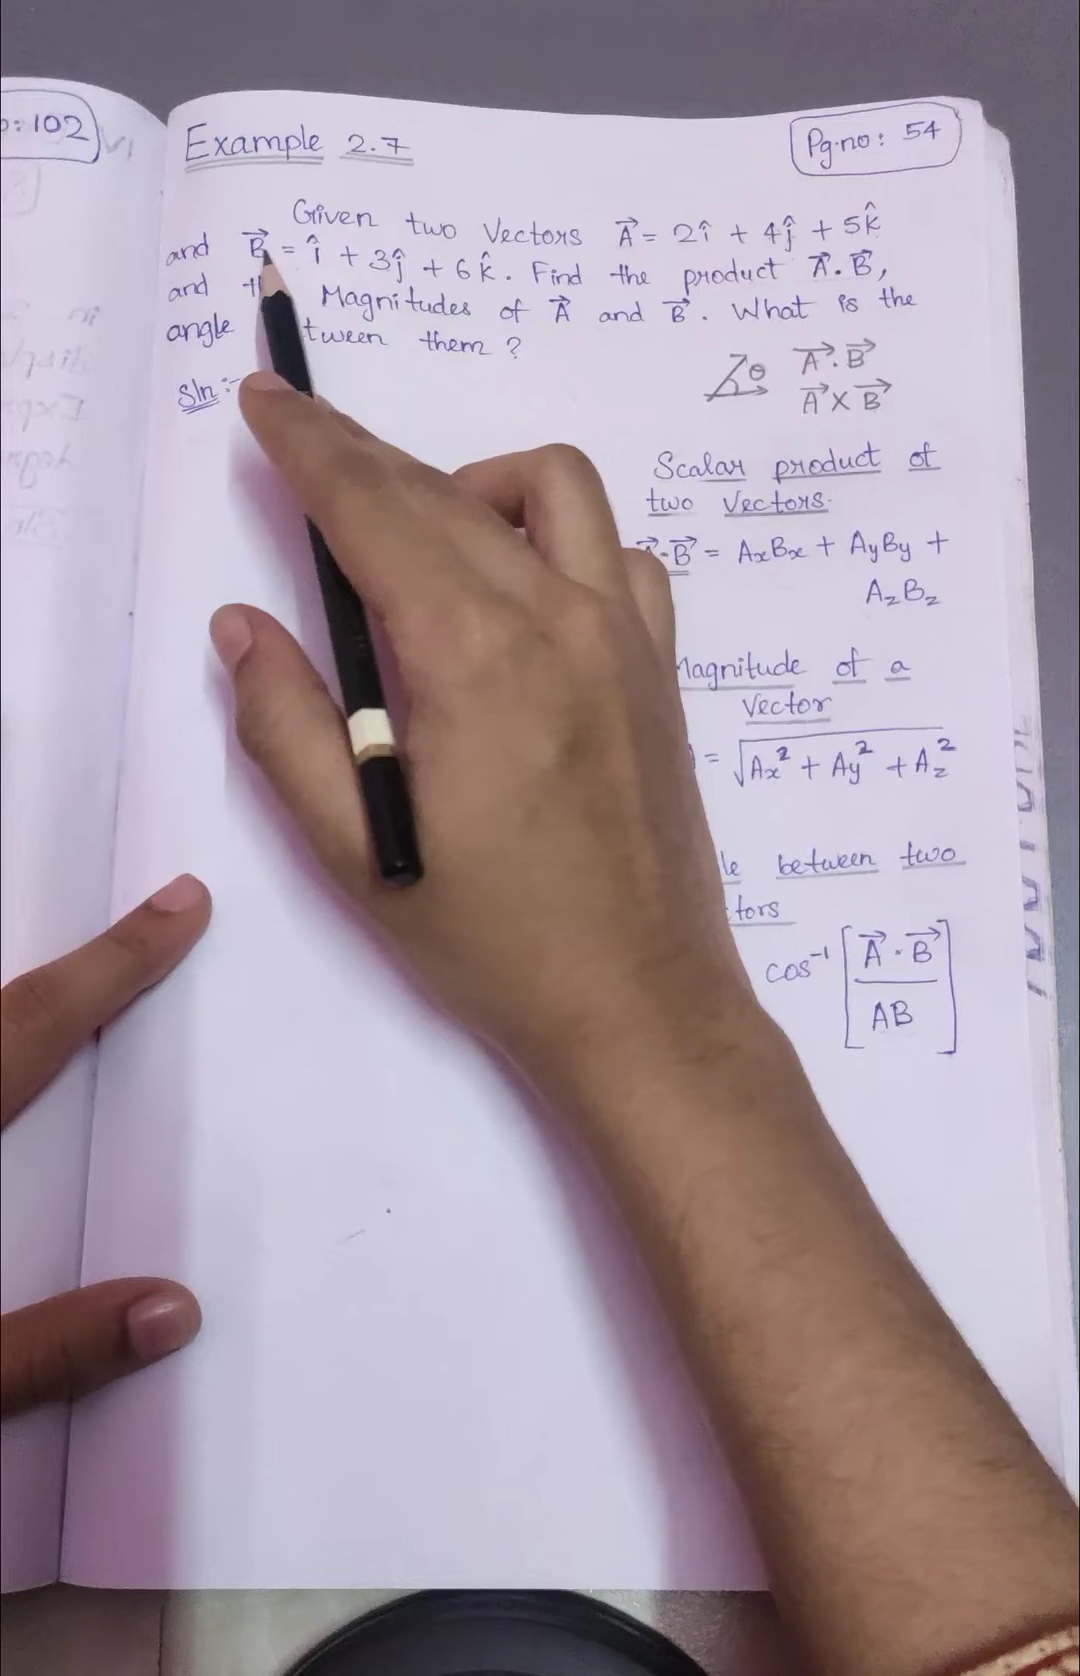 o: 102
Example 2.7
Pg.no: 54
Given two Vectors A⃗ = 2î + 4ĵ + 5k̂
and B⃗ = î + 3ĵ + 6k̂. Find the product A⃗.B⃗,
and Magnitudes of A⃗ and B⃗. What is the
angle tween them?
Sln:-
θ A⃗.B⃗
A⃗×B⃗
Scalar product of
two Vectors.
A⃗.B⃗ = AxBx + AyBy +
AzBz
Magnitude of a
Vector
= √Ax² + Ay² + Az²
le between two
tors
cos⁻¹ [A⃗.B⃗
AB]